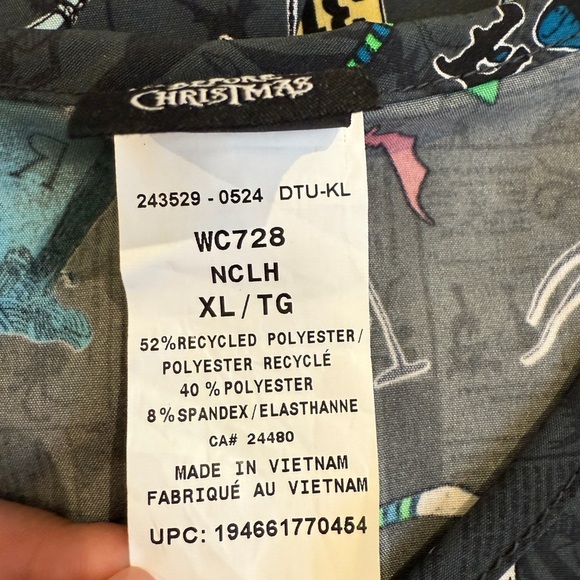 BEFORE
CHRISTMAS
243529 - 0524 DTU-KL
WC728
NCLH
XL / TG
52%RECYCLED POLYESTER/
POLYESTER RECYCLÉ
40 % POLYESTER
8%SPANDEX/ELASTHANNE
CA# 24480
MADE IN VIETNAM
FABRIQUÉ AU VIETNAM
UPC: 194661770454